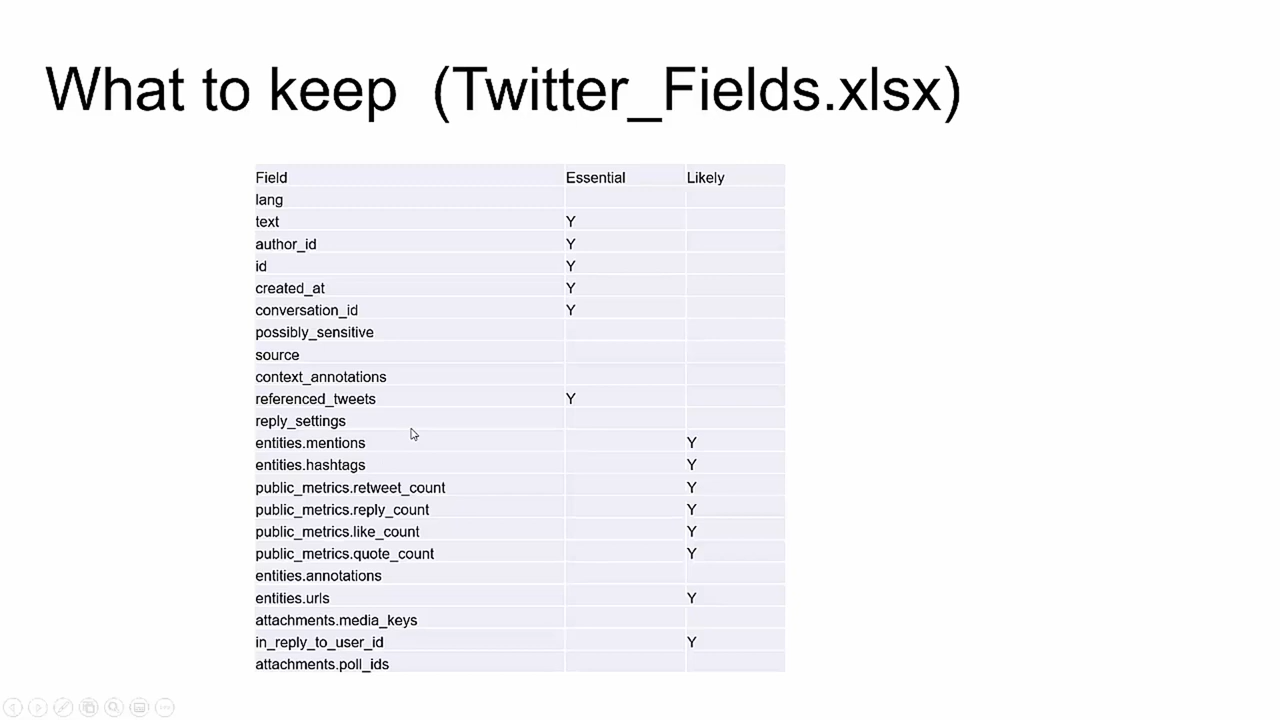 What to keep (Twitter_Fields.xlsx)
Field Essential Likely
lang
text Y
author_id Y
id Y
created_at Y
conversation_id Y
possibly_sensitive
source
context_annotations
referenced_tweets Y
reply_settings
entities.mentions Y
entities.hashtags Y
public_metrics.retweet_count Y
public_metrics.reply_count Y
public_metrics.like_count Y
public_metrics.quote_count Y
entities.annotations
entities.urls Y
attachments.media_keys
in_reply_to_user_id Y
attachments.poll_ids